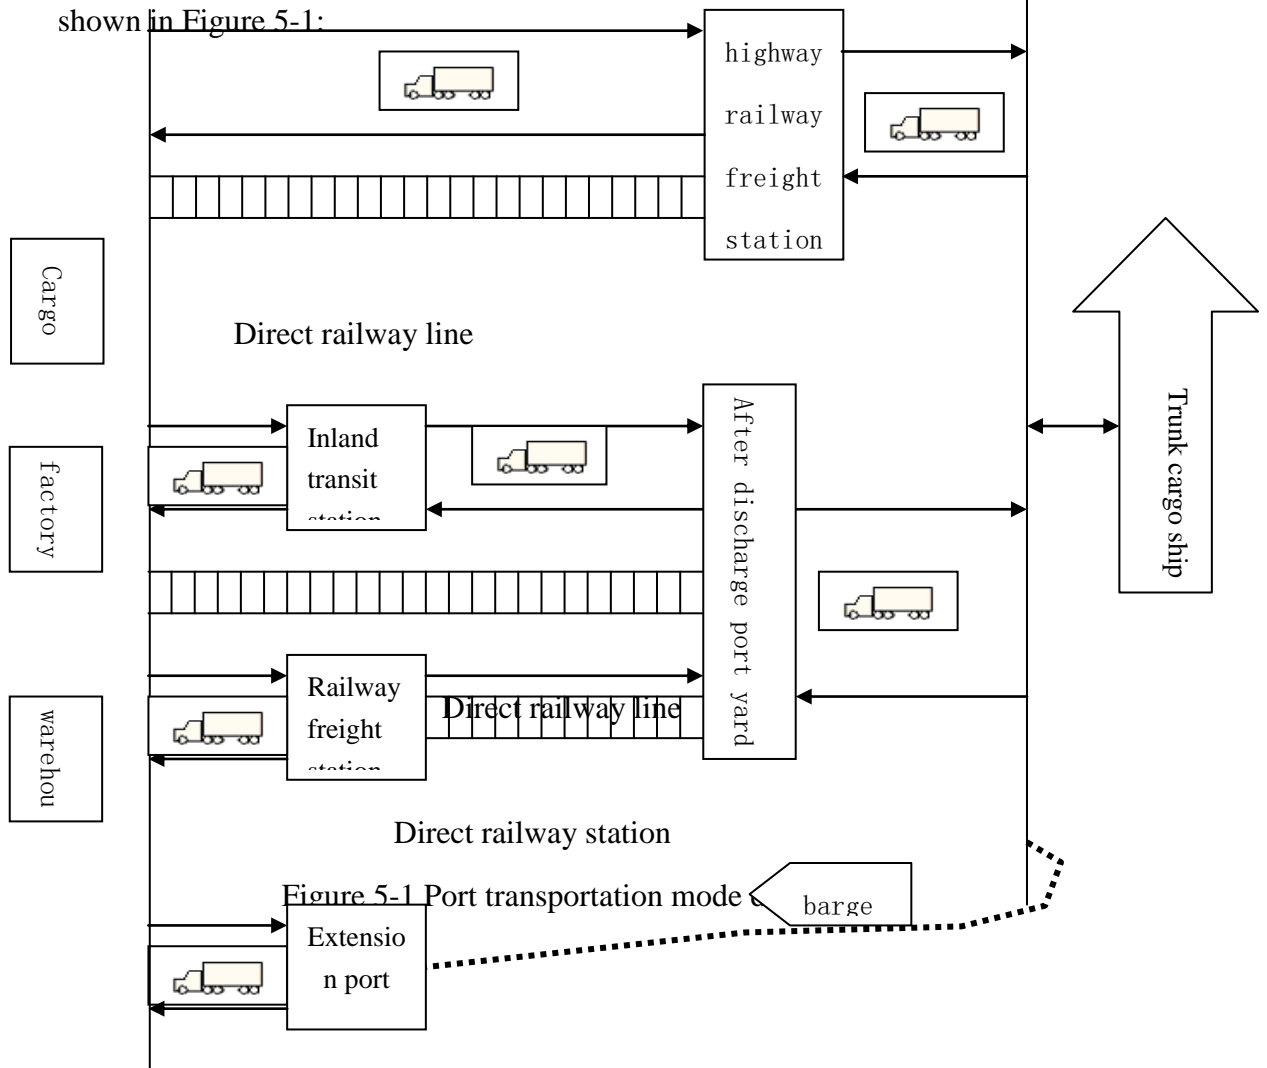 shown in Figure 5-1:
highway
railway
freight
station
Cargo
Direct railway line
Inland
transit
station
After discharge port yard
Trunk cargo ship
factory
Railway
freight
station
Direct railway line
warehou
Direct railway station
Figure 5-1 Port transportation mode
barge
Extensio
n port